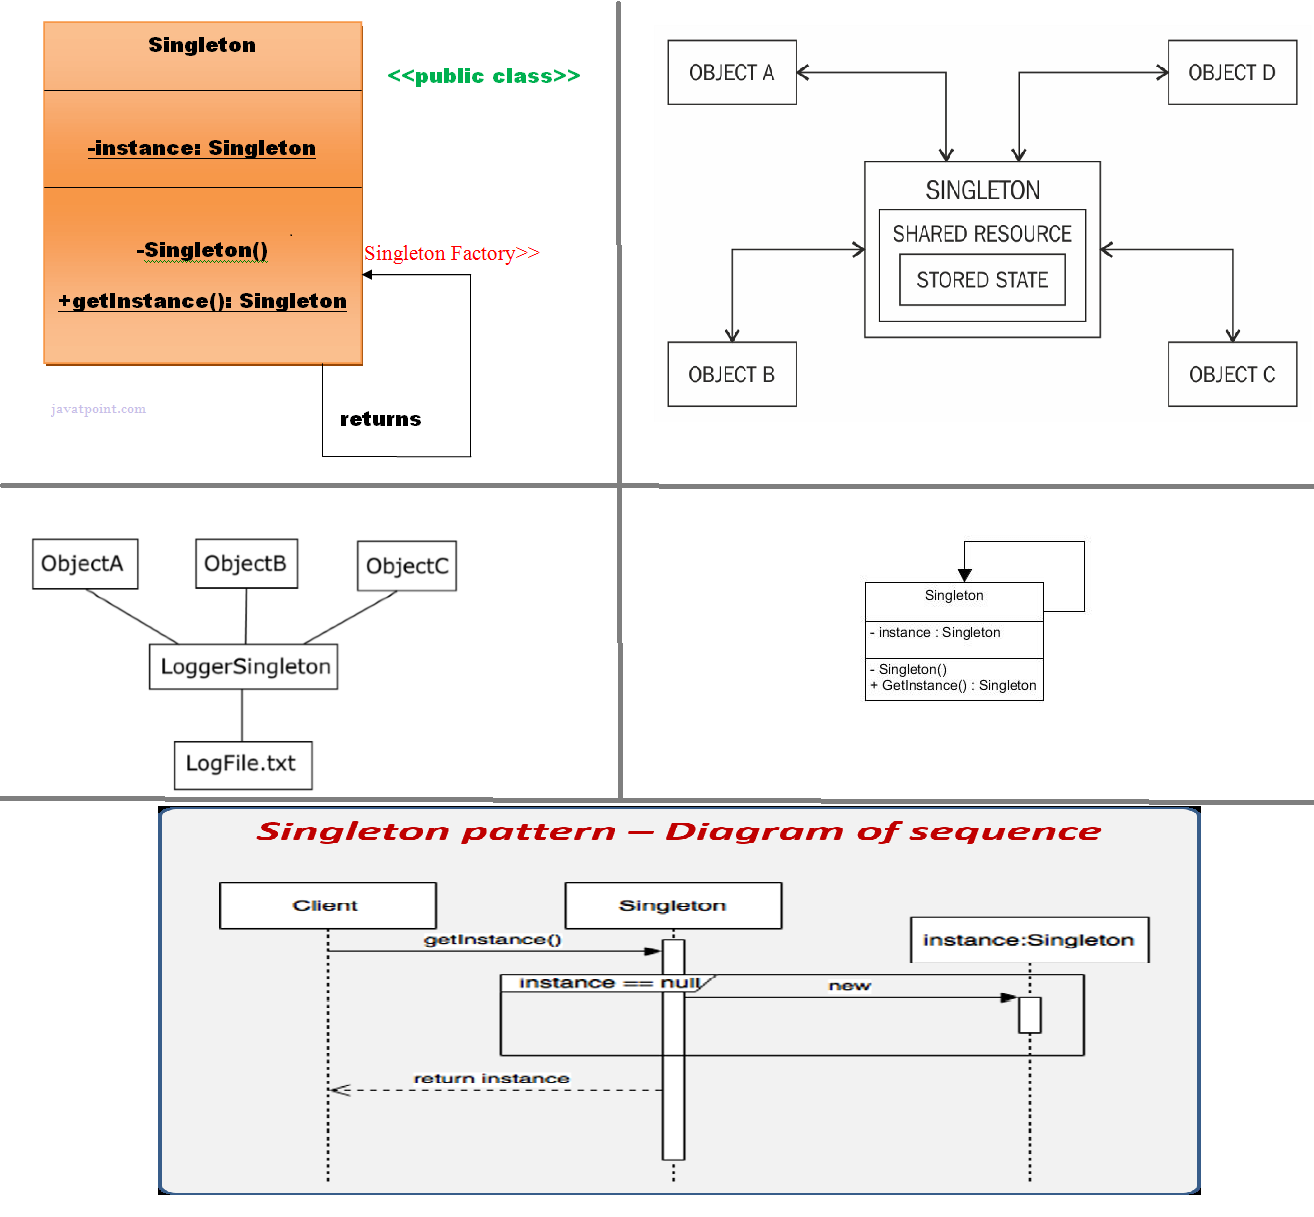 Singleton
<<public class>>
-instance: Singleton
-Singleton()
Singleton Factory>>
+getInstance(): Singleton
javatpoint.com
returns
OBJECT A
OBJECT D
SINGLETON
SHARED RESOURCE
STORED STATE
OBJECT B
OBJECT C
ObjectA
ObjectB
ObjectC
LoggerSingleton
LogFile.txt
Singleton
- instance : Singleton
- Singleton()
+ GetInstance() : Singleton
Singleton pattern – Diagram of sequence
Client
Singleton
instance:Singleton
getInstance()
instance == null
new
return instance